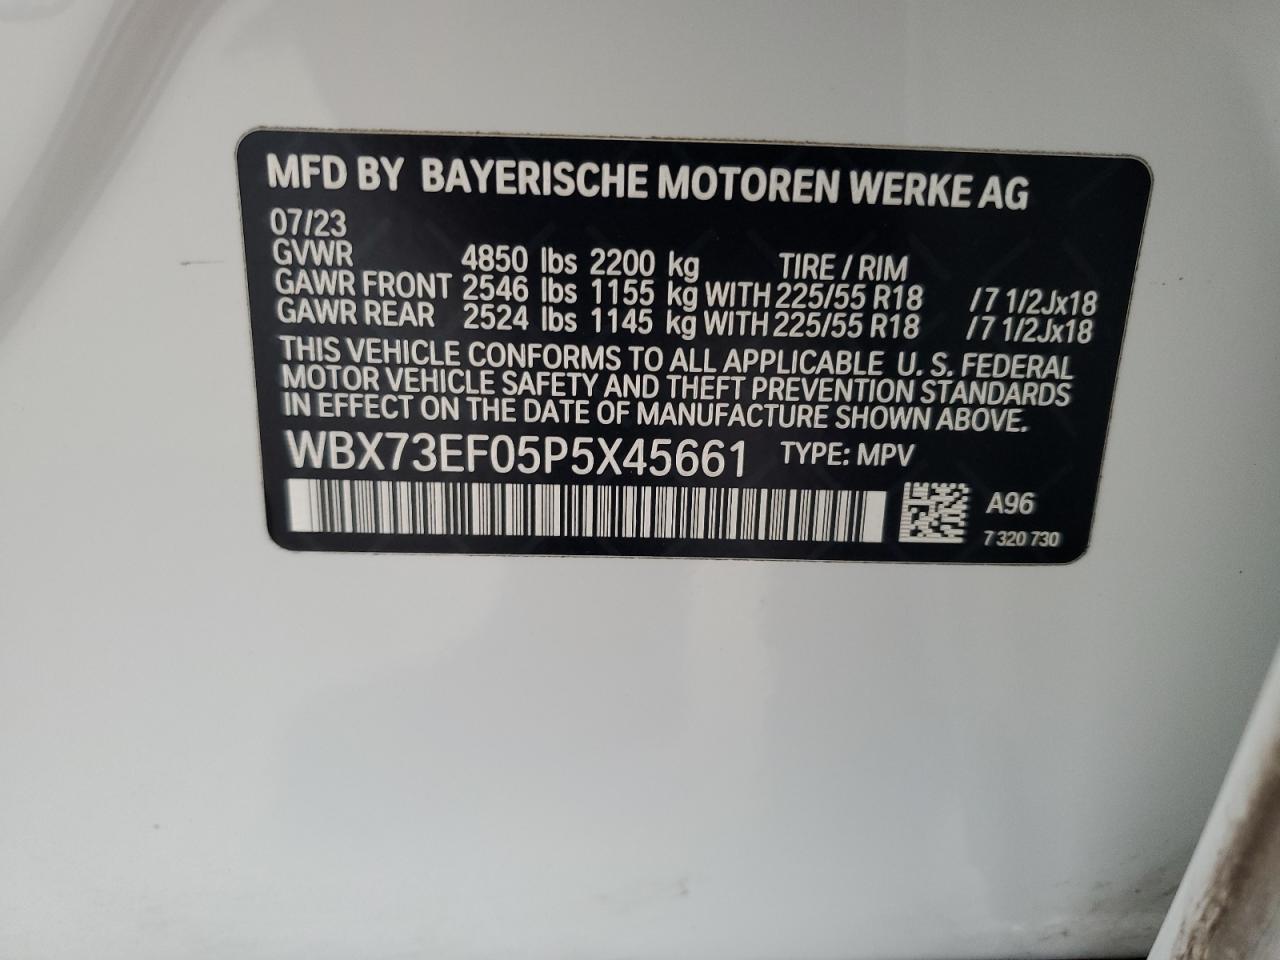 MFD BY BAYERISCHE MOTOREN WERKE AG
07/23
GVWR 4850 lbs 2200 kg TIRE / RIM
GAWR FRONT 2546 lbs 1155 kg WITH 225/55 R18 /7 1/2Jx18
GAWR REAR 2524 lbs 1145 kg WITH 225/55 R18 /7 1/2Jx18
THIS VEHICLE CONFORMS TO ALL APPLICABLE U. S. FEDERAL
MOTOR VEHICLE SAFETY AND THEFT PREVENTION STANDARDS
IN EFFECT ON THE DATE OF MANUFACTURE SHOWN ABOVE.
WBX73EF05P5X45661 TYPE: MPV
A96
7 320 730